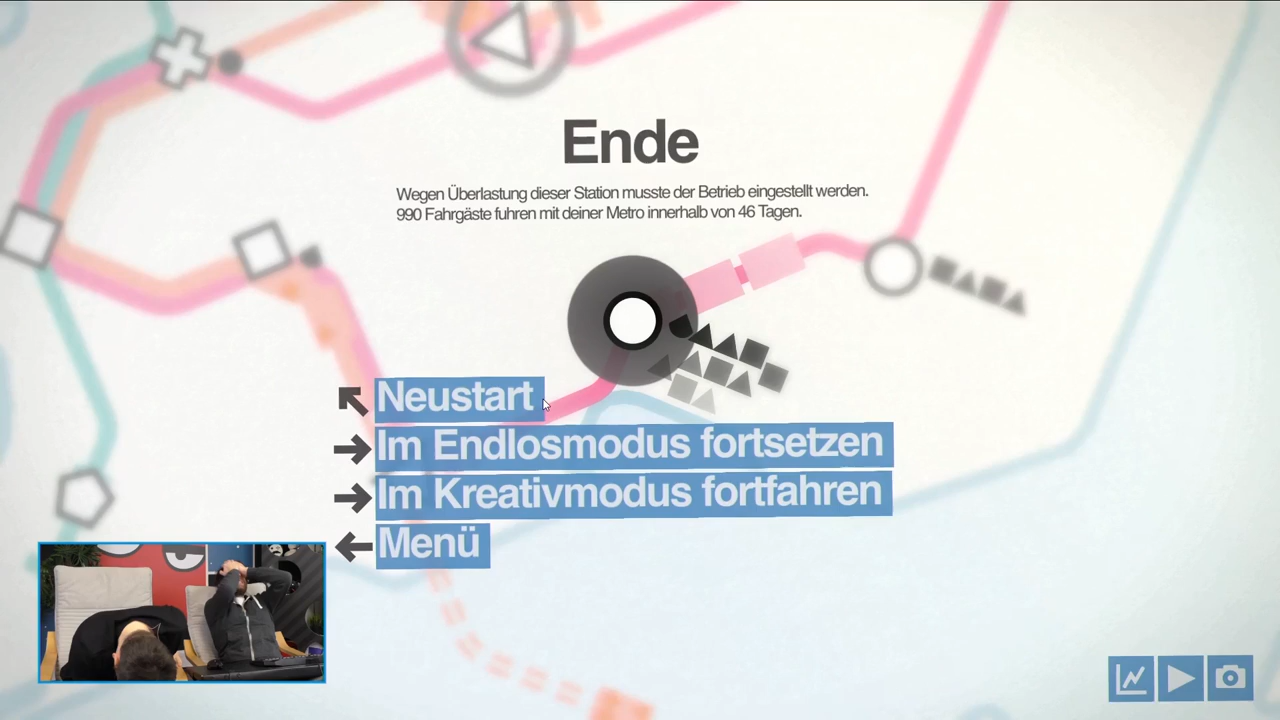 Ende
Wegen Überlastung dieser Station musste der Betrieb eingestellt werden.
990 Fahrgäste fuhren mit deiner Metro innerhalb von 46 Tagen.
Neustart
Im Endlosmodus fortsetzen
Im Kreativmodus fortfahren
Menü